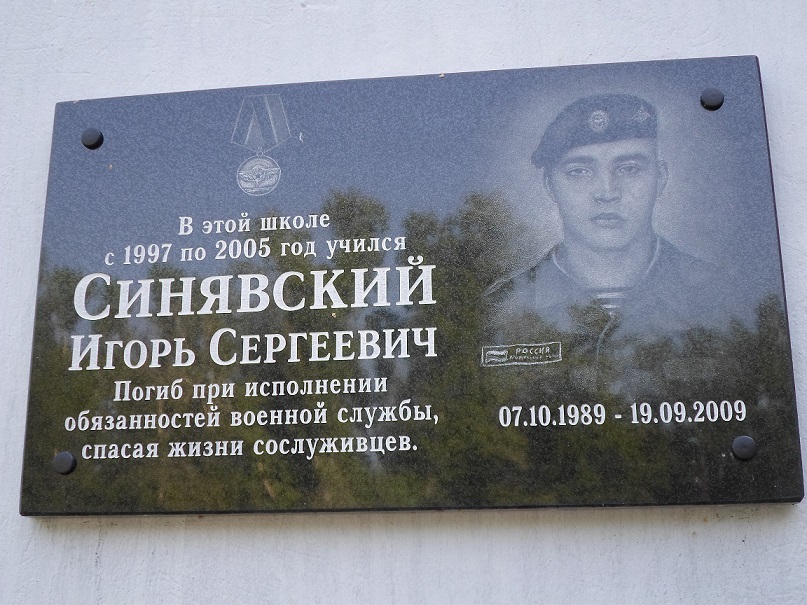 В этой школе
с 1997 по 2005 год учился
Синявский
Игорь Сергеевич
Погиб при исполнении
обязанностей военной службы,
спасая жизни сослуживцев.
РОССИЯ
07.10.1989 - 19.09.2009